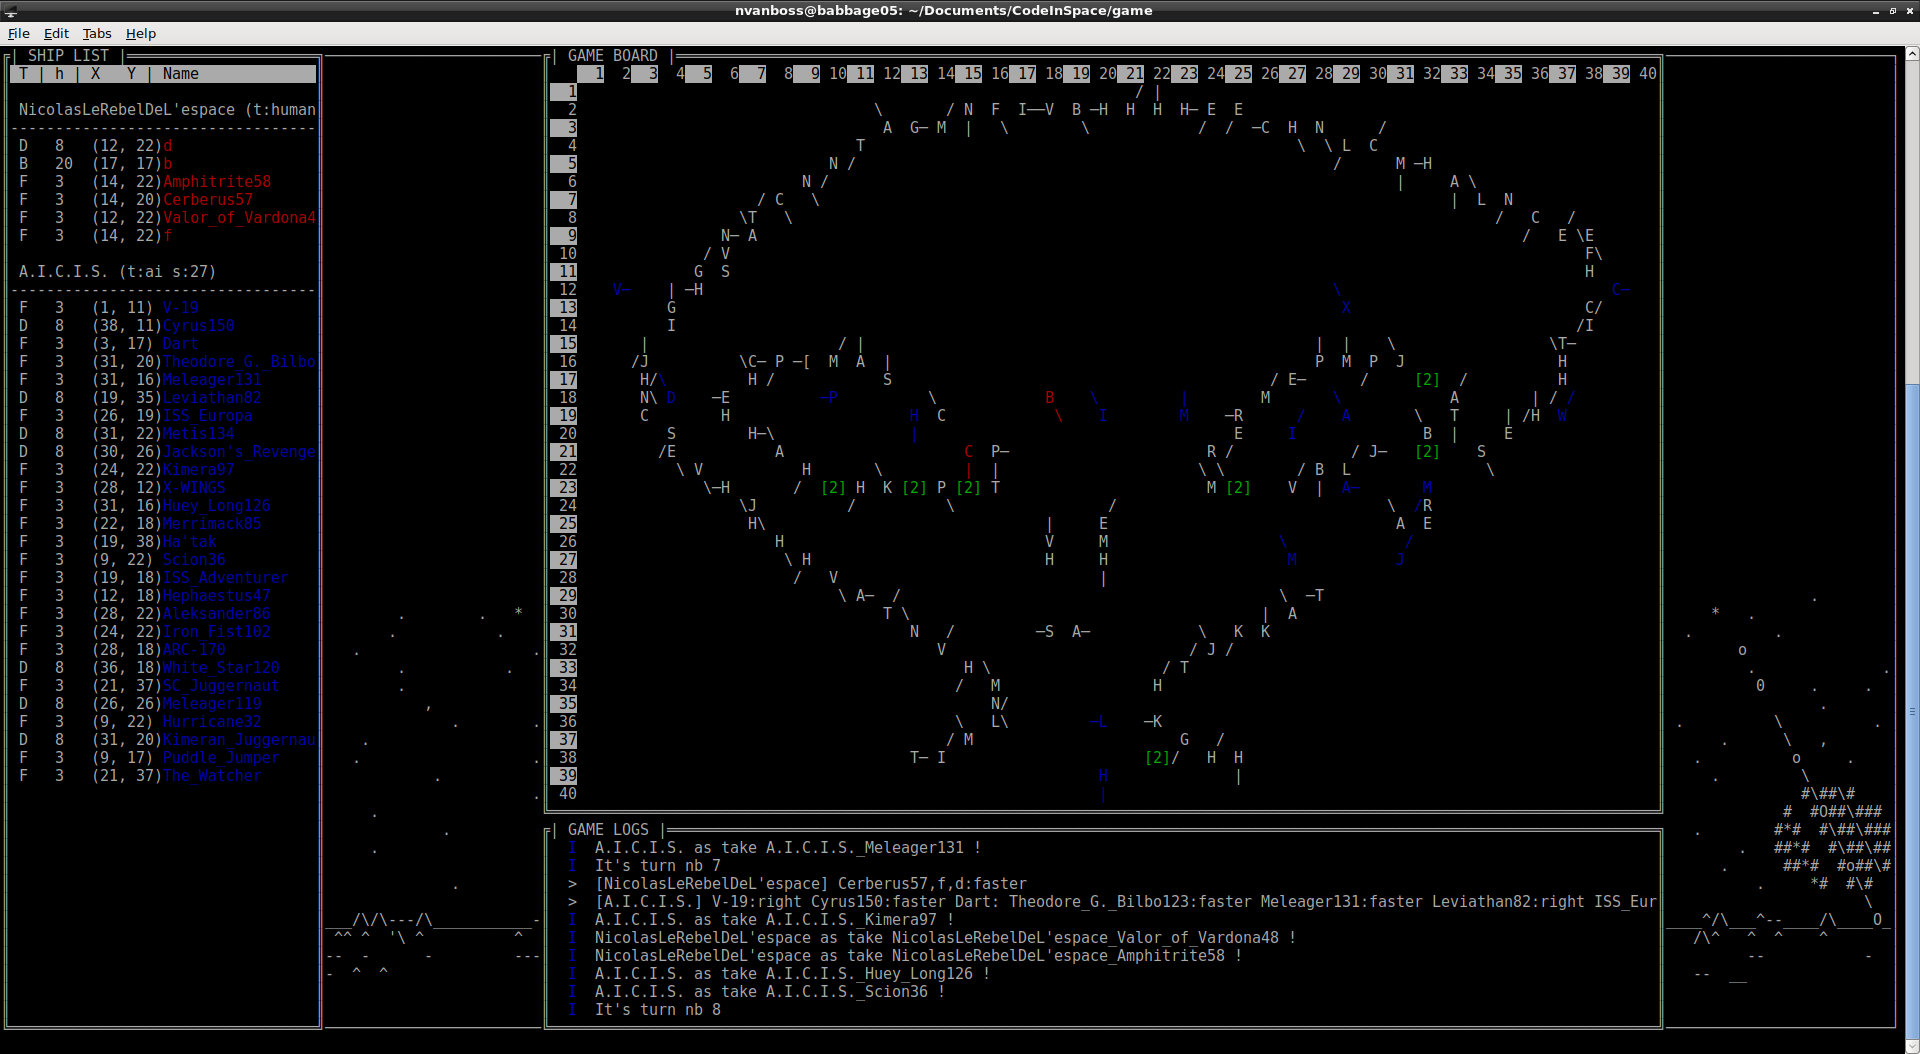 nvanboss@babbage05: ~/Documents/CodeInSpace/game
File Edit Tabs Help
SHIP LIST
T | h | X Y | Name
NicolasLeRebelDeL'espace (t:human
D 8 (12, 22)d
B 20 (17, 17)b
F 3 (14, 22)Amphitrite58
F 3 (14, 20)Cerberus57
F 3 (12, 22)Valor_of_Vardona4
F 3 (14, 22)f
A.I.C.I.S. (t:ai s:27)
F 3 (1, 11) V-19
D 8 (38, 11)Cyrus150
F 3 (3, 17) Dart
F 3 (31, 20)Theodore_G._Bilbo
F 3 (31, 16)Meleager131
D 8 (19, 35)Leviathan82
F 3 (26, 19)ISS_Europa
D 8 (31, 22)Metis134
D 8 (30, 26)Jackson's_Revenge
F 3 (24, 22)Kimera97
F 3 (28, 12)X-WINGS
F 3 (31, 16)Huey_Long126
F 3 (22, 18)Merrimack85
F 3 (19, 38)Ha'tak
F 3 (9, 22) Scion36
F 3 (19, 18)ISS_Adventurer
F 3 (12, 18)Hephaestus47
F 3 (28, 22)Aleksander86
F 3 (24, 22)Iron_Fist102
F 3 (28, 18)ARC-170
D 8 (36, 18)White_Star120
F 3 (21, 37)SC_Juggernaut
D 8 (26, 26)Meleager119
F 3 (9, 22) Hurricane32
D 8 (31, 20)Kimeran_Juggernau
F 3 (9, 17) Puddle_Jumper
F 3 (21, 37)The_Watcher
GAME BOARD
1 2 3 4 5 6 7 8 9 10 11 12 13 14 15 16 17 18 19 20 21 22 23 24 25 26 27 28 29 30 31 32 33 34 35 36 37 38 39 40
1 / |
2 \ / N F I──V B ─H H H H─ E E
3 A G─ M | \ \ / / ─C H N /
4 T \ \ L C
5 N / / M ─H
6 N / | A \
7 / C \ | L N
8 \T \ / C /
9 N─ A / E \E
10 / V F\
11 G S H
12 V─ | ─H \ C─
13 G X C/
14 I /I
15 | / | | | \ \T─
16 /J \C─ P ─[ M A | P M P J H
17 H/\ H / S / E─ / [2] / H
18 N\ D ─E ─P \ B \ | M \ A | / /
19 C H H C \ I M ─R / A \ T | /H W
20 S H─\ | E I B | E
21 /E A C P─ R / / J─ [2] S
22 \ V H \ | | \ \ / B L \
23 \─H / [2] H K [2] P [2] T M [2] V | A─ M
24 \J / \ / \ /R
25 H\ | E A E
26 H V M \ /
27 \ H H H M J
28 / V |
29 \ A─ / \ ─T
30 T \ | A
31 N / ─S A─ \ K K
32 V / J /
33 H \ / T
34 / M H
35 N/
36 \ L\ ─L ─K
37 / M G /
38 T─ I [2]/ H H
39 H |
40 |
GAME LOGS
I A.I.C.I.S. as take A.I.C.I.S._Meleager131 !
I It's turn nb 7
> [NicolasLeRebelDeL'espace] Cerberus57,f,d:faster
> [A.I.C.I.S.] V-19:right Cyrus150:faster Dart: Theodore_G._Bilbo123:faster Meleager131:faster Leviathan82:right ISS_Eur
I A.I.C.I.S. as take A.I.C.I.S._Kimera97 !
I NicolasLeRebelDeL'espace as take NicolasLeRebelDeL'espace_Valor_of_Vardona48 !
I NicolasLeRebelDeL'espace as take NicolasLeRebelDeL'espace_Amphitrite58 !
I A.I.C.I.S. as take A.I.C.I.S._Huey_Long126 !
I A.I.C.I.S. as take A.I.C.I.S._Scion36 !
I It's turn nb 8